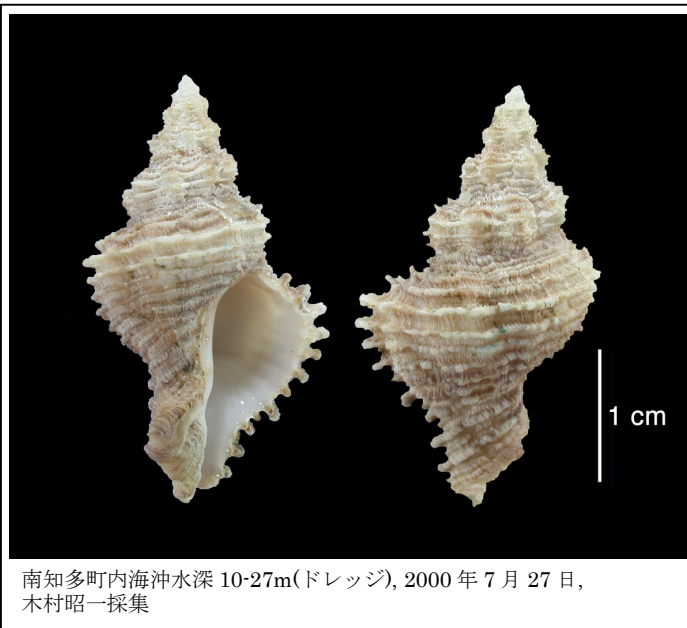 1 cm
南知多町内海沖水深 10-27m(ドレッジ), 2000 年 7 月 27 日,
木村昭一採集